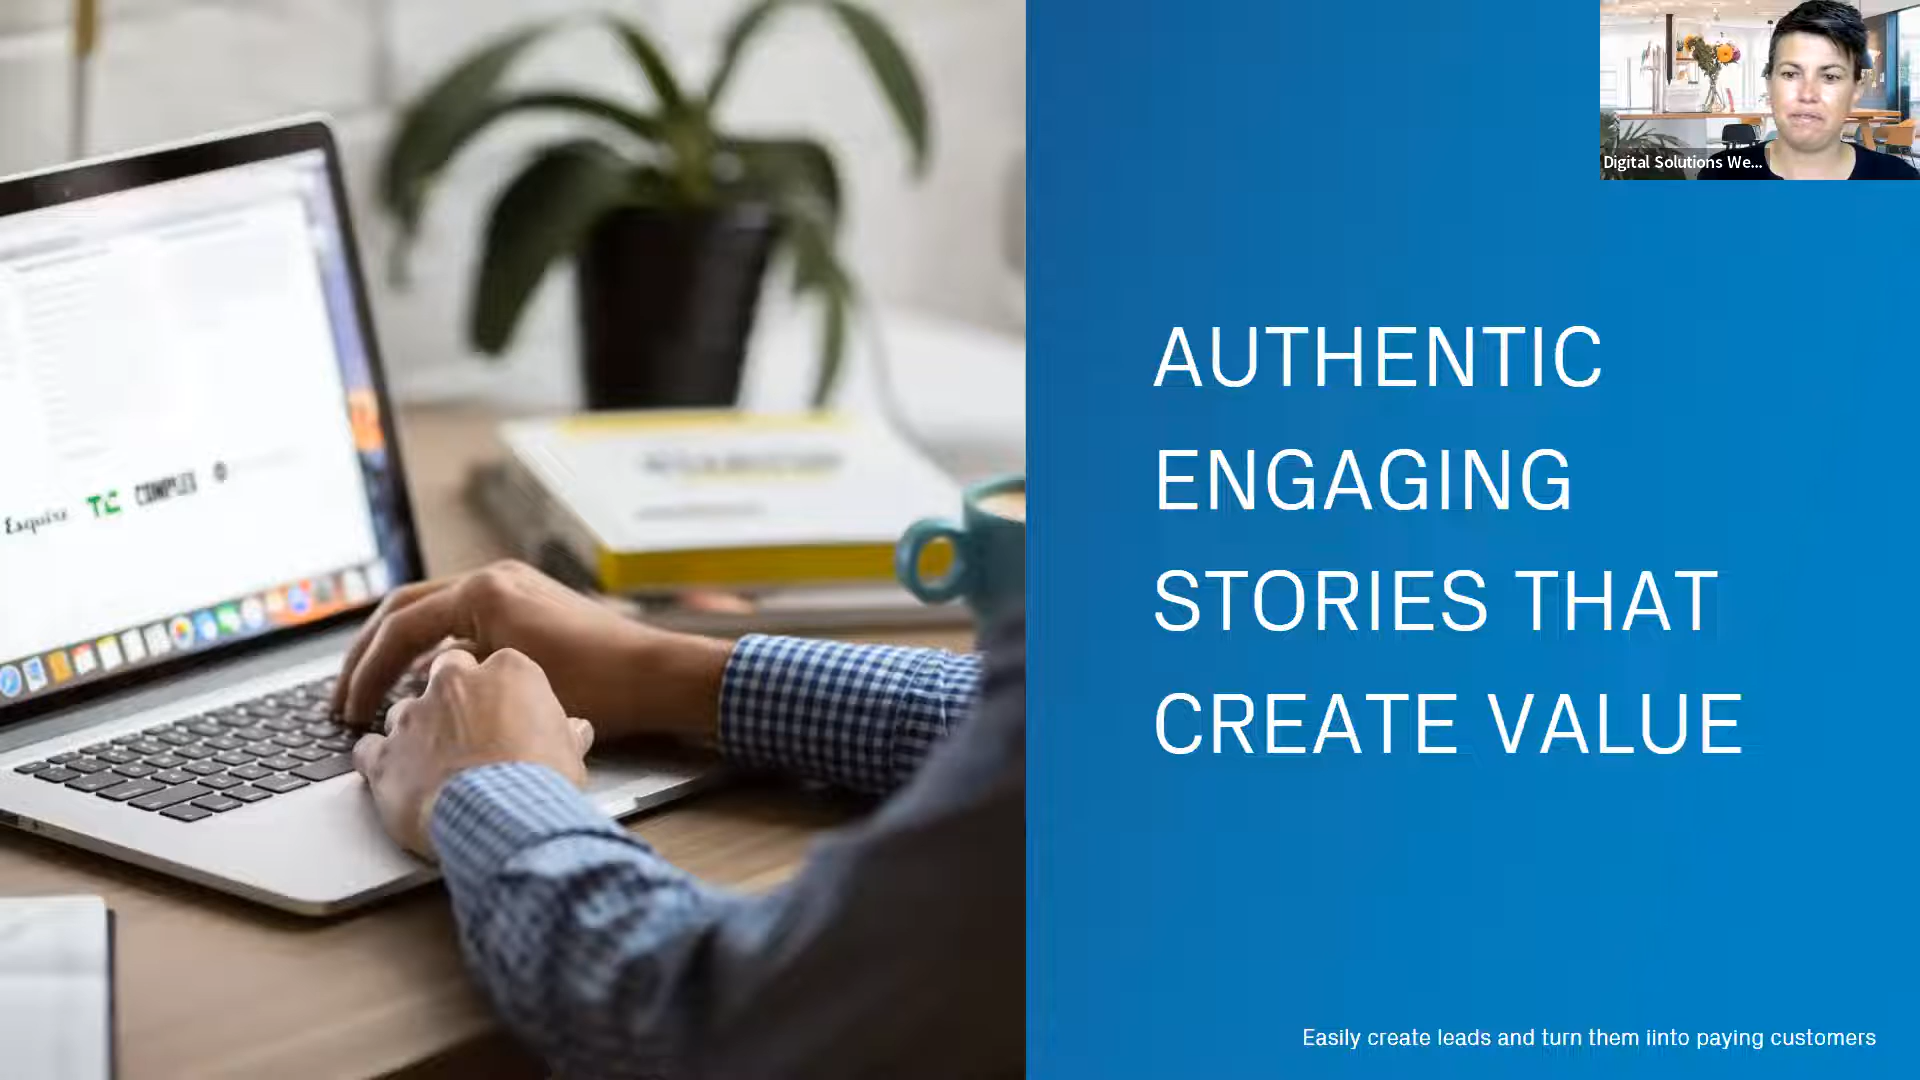 Digital Solutions We...
AUTHENTIC
ENGAGING
STORIES THAT
CREATE VALUE
Esquire TC COMPLEX
Easily create leads and turn them iinto paying customers